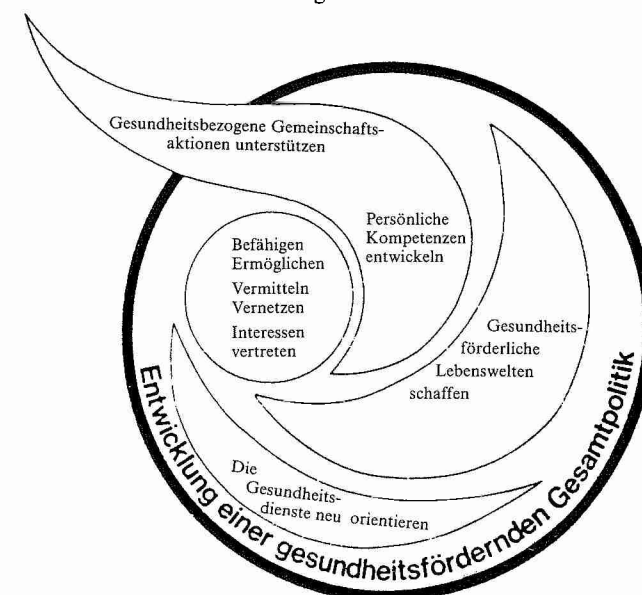 Gesundheitsbezogene Gemeinschafts-
aktionen unterstützen
Persönliche
Kompetenzen
entwickeln
Befähigen
Ermöglichen
Vermitteln
Vernetzen
Interessen
vertreten
Gesundheits-
förderliche
Lebenswelten
schaffen
Die
Gesundheits-
dienste neu orientieren
Entwicklung einer gesundheitsfördernden Gesamtpolitik